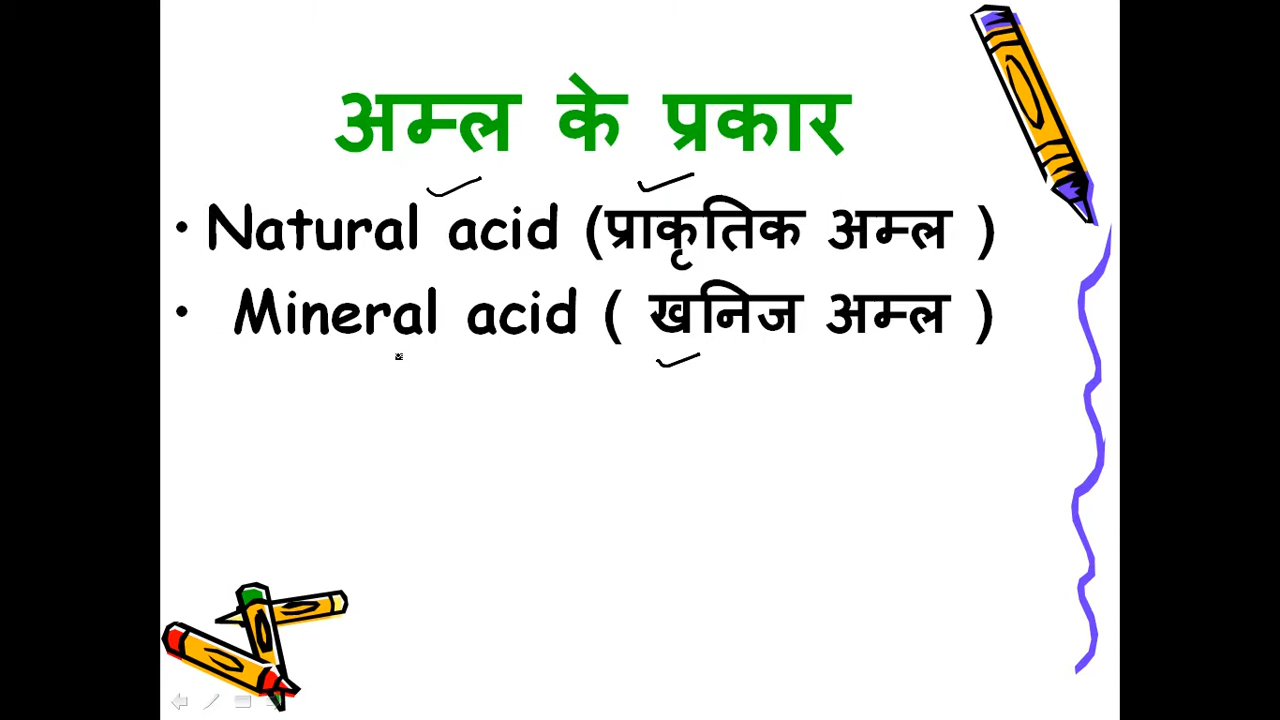 अम्ल के प्रकार
• Natural acid (प्राकृतिक अम्ल )
• Mineral acid ( खनिज अम्ल )